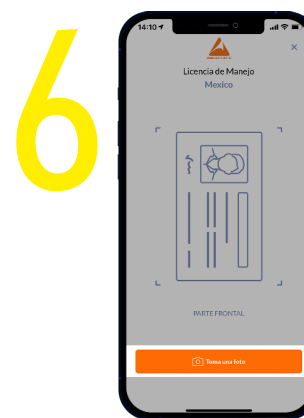 6
14:10
Licencia de Manejo
Mexico
PARTE FRONTAL
Toma una foto